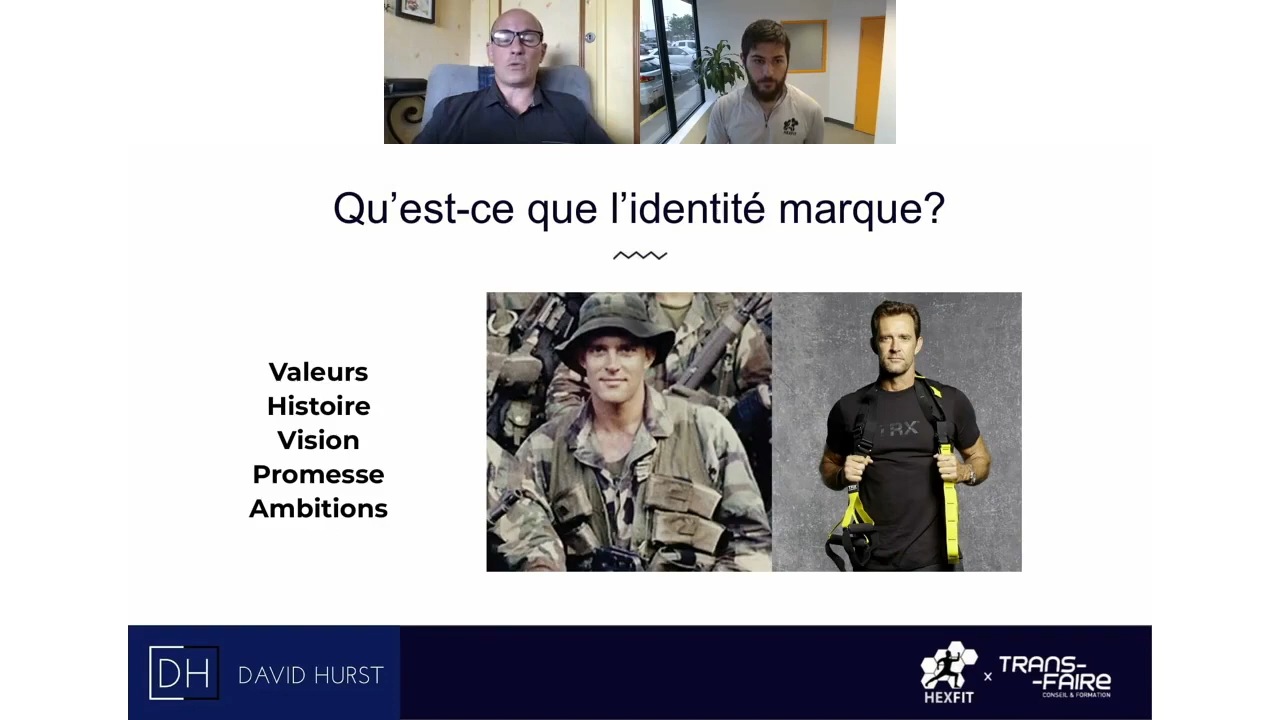 HEXFIT
Qu’est-ce que l’identité marque?
Valeurs
Histoire
Vision
Promesse
Ambitions
TRX
DH DAVID HURST
HEXFIT
x
TRANS-
-FAIRE
CONSEIL & FORMATION